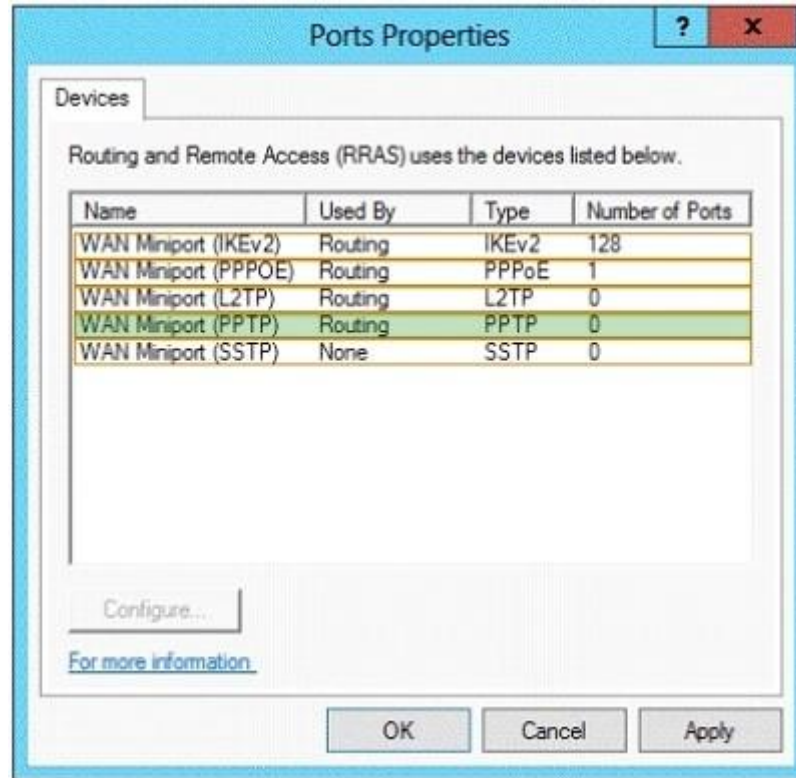 Ports Properties
? x
Devices
Routing and Remote Access (RRAS) uses the devices listed below.
Name Used By Type Number of Ports
WAN Miniport (IKEv2) Routing IKEv2 128
WAN Miniport (PPPOE) Routing PPPoE 1
WAN Miniport (L2TP) Routing L2TP 0
WAN Miniport (PPTP) Routing PPTP 0
WAN Miniport (SSTP) None SSTP 0
Configure...
For more information
OK Cancel Apply